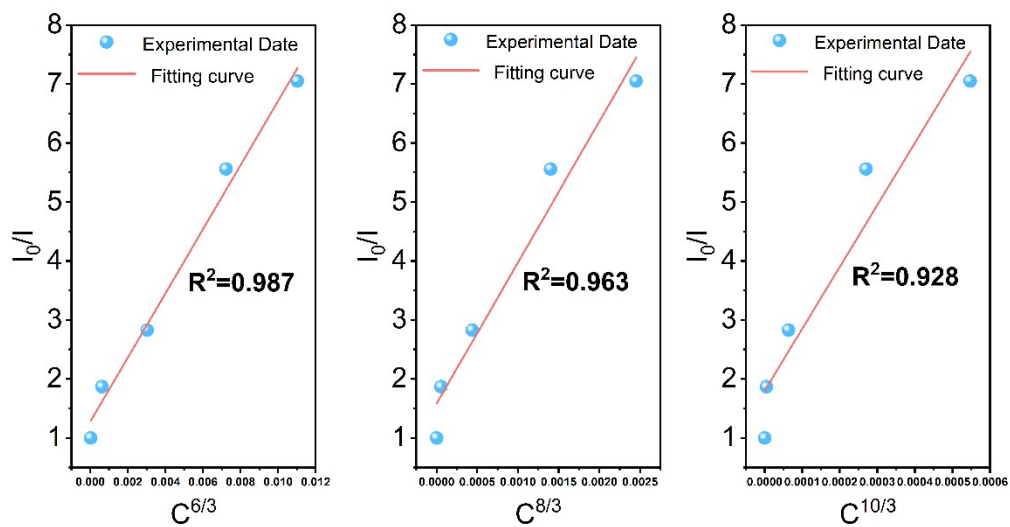 8
7
6
5
4
3
2
1
I0/I
Experimental Date
Fitting curve
R2=0.987
0.000 0.002 0.004 0.006 0.008 0.010 0.012
C6/3
8
7
6
5
4
3
2
1
I0/I
Experimental Date
Fitting curve
R2=0.963
0.0000 0.0005 0.0010 0.0015 0.0020 0.0025
C8/3
8
7
6
5
4
3
2
1
I0/I
Experimental Date
Fitting curve
R2=0.928
0.0000 0.0001 0.0002 0.0003 0.0004 0.0005 0.0006
C10/3